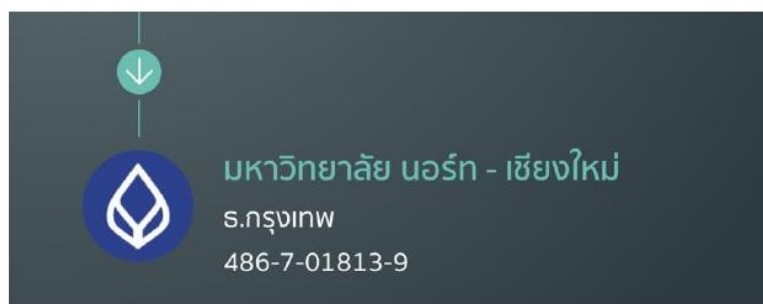 มหาวิทยาลัย นอร์ท - เชียงใหม่
ธ.กรุงเทพ
486-7-01813-9